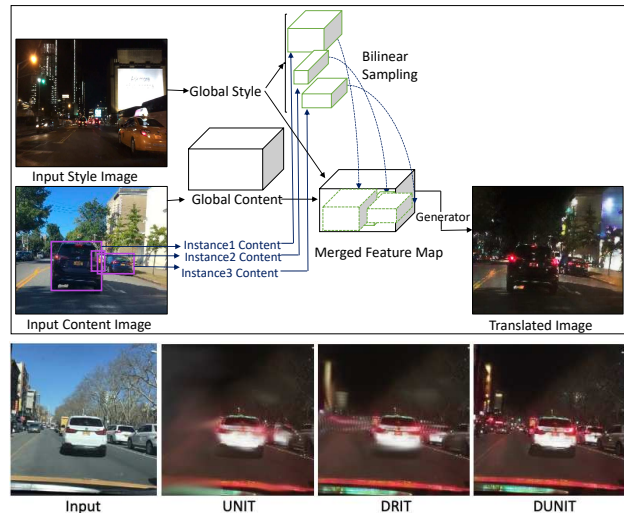 Bilinear
Sampling
Global Style
Input Style Image
Global Content
Instance1 Content
Instance2 Content
Instance3 Content
Generator
Merged Feature Map
Input Content Image
Translated Image
Input
UNIT
DRIT
DUNIT